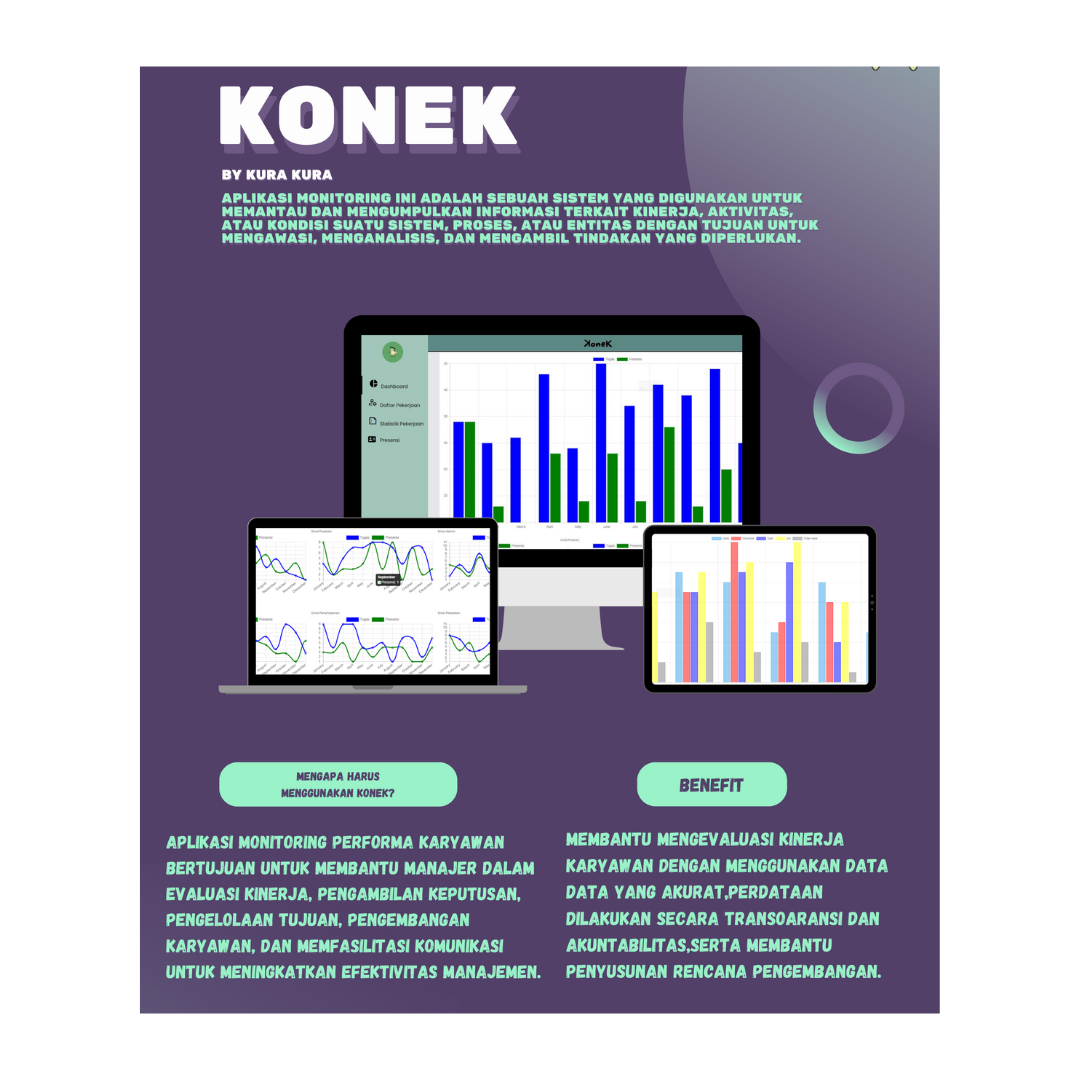 KONEK
BY KURA KURA
APLIKASI MONITORING INI ADALAH SEBUAH SISTEM YANG DIGUNAKAN UNTUK
MEMANTAU DAN MENGUMPULKAN INFORMASI TERKAIT KINERJA, AKTIVITAS,
ATAU KONDISI SUATU SISTEM, PROSES, ATAU ENTITAS DENGAN TUJUAN UNTUK
MENGAWASI, MENGANALISIS, DAN MENGAMBIL TINDAKAN YANG DIPERLUKAN.
KoneK
Dashboard
Daftar Pekerjaan
Statistik Pekerjaan
Presensi
MENGAPA HARUS
MENGGUNAKAN KONEK?
APLIKASI MONITORING PERFORMA KARYAWAN
BERTUJUAN UNTUK MEMBANTU MANAJER DALAM
EVALUASI KINERJA, PENGAMBILAN KEPUTUSAN,
PENGELOLAAN TUJUAN, PENGEMBANGAN
KARYAWAN, DAN MEMFASILITASI KOMUNIKASI
UNTUK MENINGKATKAN EFEKTIVITAS MANAJEMEN.
BENEFIT
MEMBANTU MENGEVALUASI KINERJA
KARYAWAN DENGAN MENGGUNAKAN DATA
DATA YANG AKURAT,PERDATAAN
DILAKUKAN SECARA TRANSOARANSI DAN
AKUNTABILITAS,SERTA MEMBANTU
PENYUSUNAN RENCANA PENGEMBANGAN.